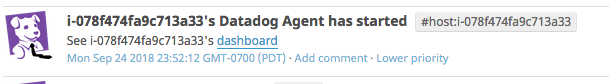 i-078f474fa9c713a33's Datadog Agent has started #host:i-078f474fa9c713a33
See i-078f474fa9c713a33's dashboard
Mon Sep 24 2018 23:52:12 GMT-0700 (PDT) · Add comment · Lower priority